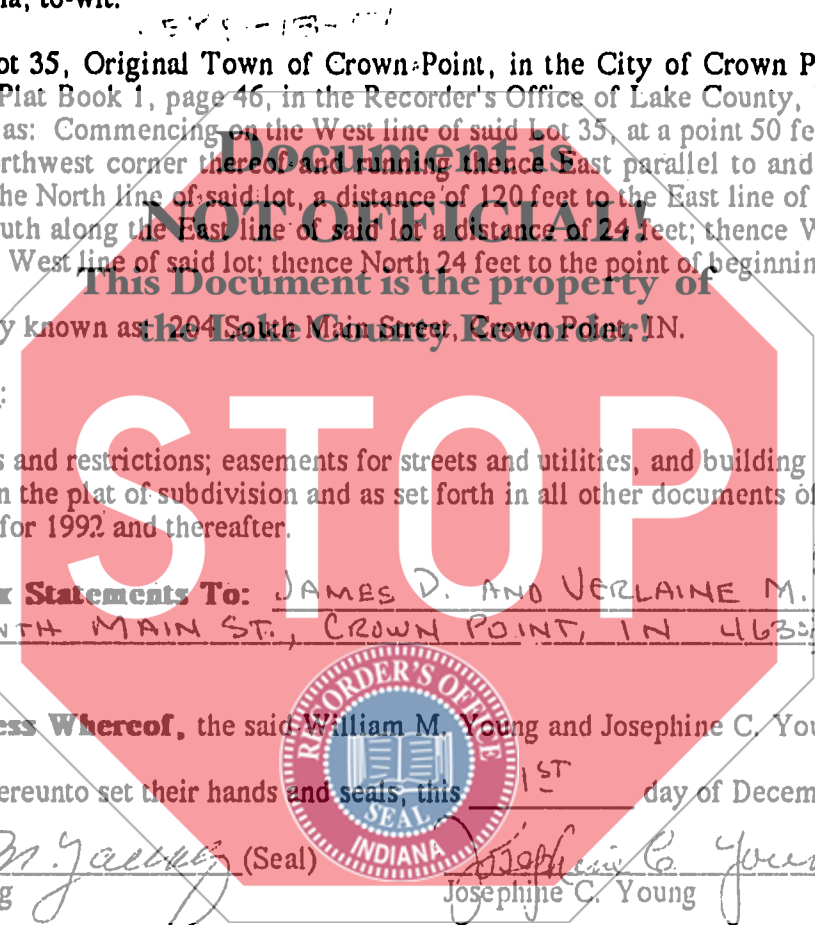 ot 35, Original Town of Crown Point, in the City of Crown P
Plat Book 1, page 46, in the Recorder's Office of Lake County,
as: Commencing on the West line of said Lot 35, at a point 50 fe
rthwest corner thereof and running thence East parallel to and
he North line of said lot, a distance of 120 feet to the East line of
uth along the East line of said lot a distance of 24 feet; thence W
West line of said lot; thence North 24 feet to the point of beginnin
y known as: 204 South Main Street, Crown Point, IN.
Document is
NOT OFFICIAL!
This Document is the property of
the Lake County Recorder!
STOP
s and restrictions; easements for streets and utilities, and building
n the plat of subdivision and as set forth in all other documents of
for 1992 and thereafter.
x Statements To: JAMES D. AND VERLAINE M.
TH MAIN ST., CROWN POINT, IN 463
RECORDER'S OFFICE
SEAL
INDIANA
ess Whereof, the said William M. Young and Josephine C. You
ereunto set their hands and seals, this 1ST day of Decem
M. Young (Seal) Josephine C. Youn
g Josephine C. Young